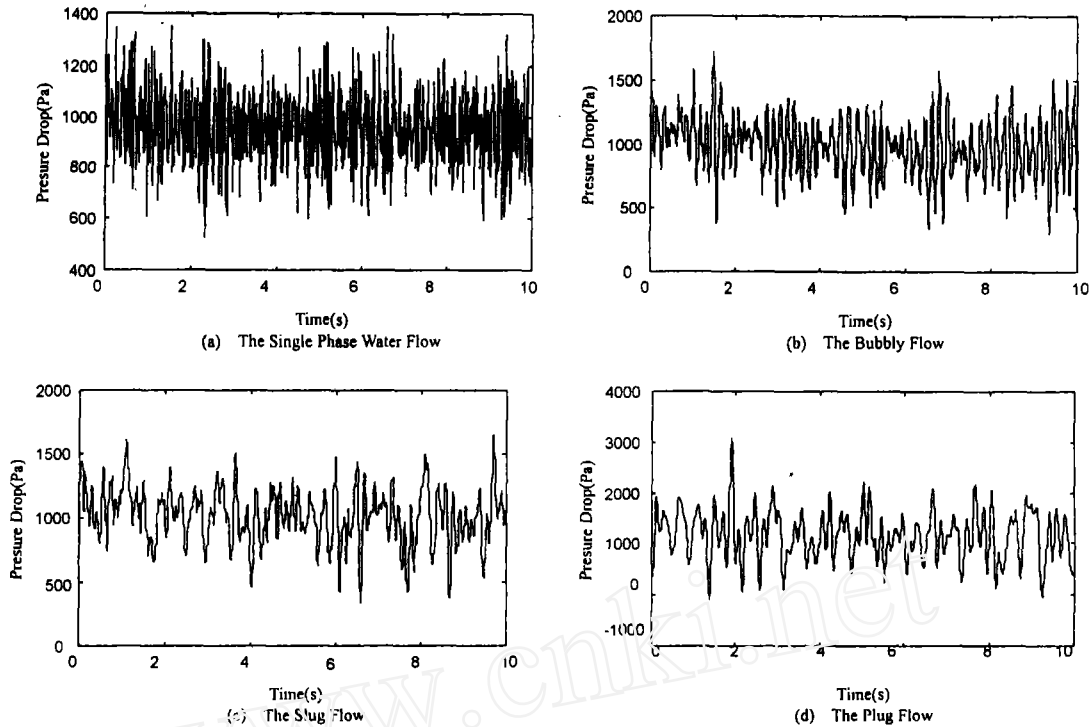 1400
1200
1000
800
600
400
Presure Drop(Pa)
0 2 4 6 8 10
Time(s)
(a) The Single Phase Water Flow
2000
1500
1000
500
0
Presure Drop(Pa)
0 2 4 6 8 10
Time(s)
(b) The Bubbly Flow
2000
1500
1000
500
0
Presure Drop(Pa)
0 2 4 6 8 10
Time(s)
(c) The Slug Flow
4000
3000
2000
1000
0
-1000
Presure Drop(Pa)
0 2 4 6 8 10
Time(s)
(d) The Plug Flow
www.cnki.net